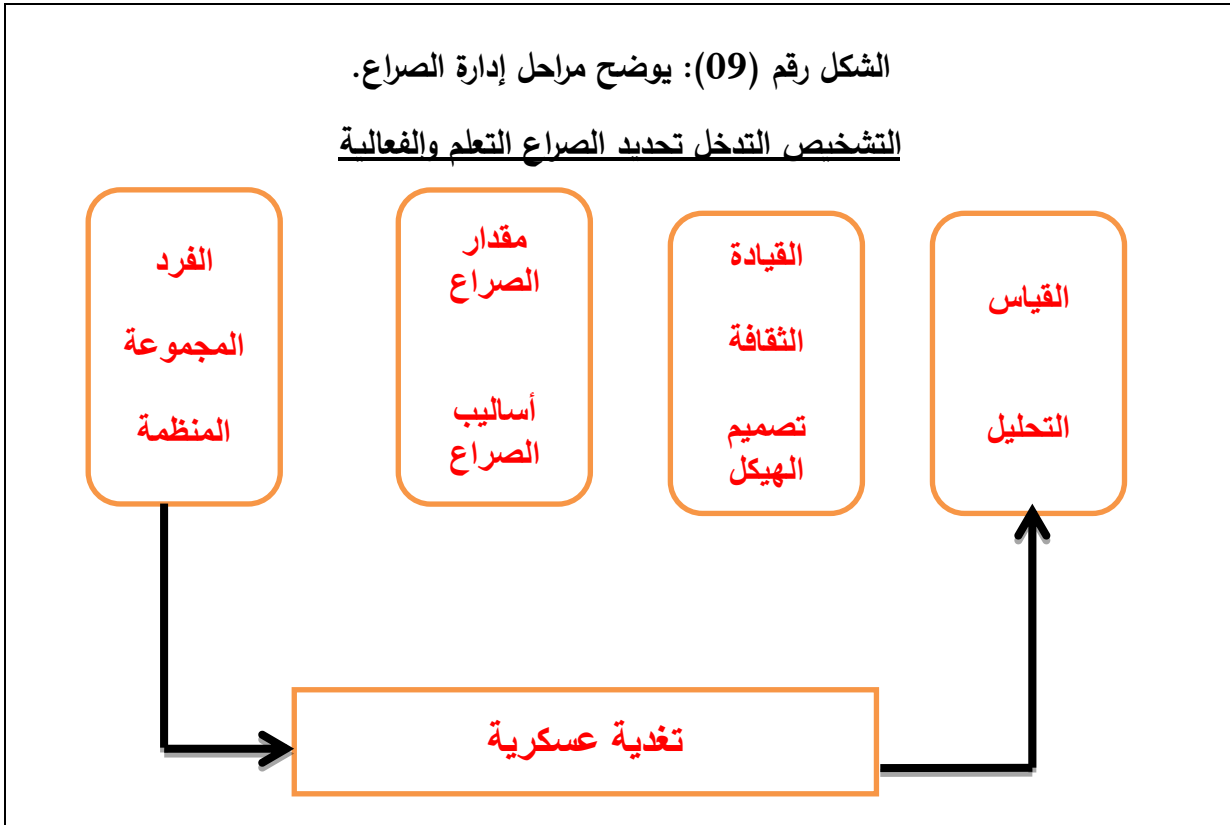 الشكل رقم (09): يوضح مراحل إدارة الصراع.
التشخيص التدخل تحديد الصراع التعلم والفعالية
القياس
التحليل
القيادة
الثقافة
تصميم
الهيكل
مقدار
الصراع
أساليب
الصراع
الفرد
المجموعة
المنظمة
تغدية عسكرية